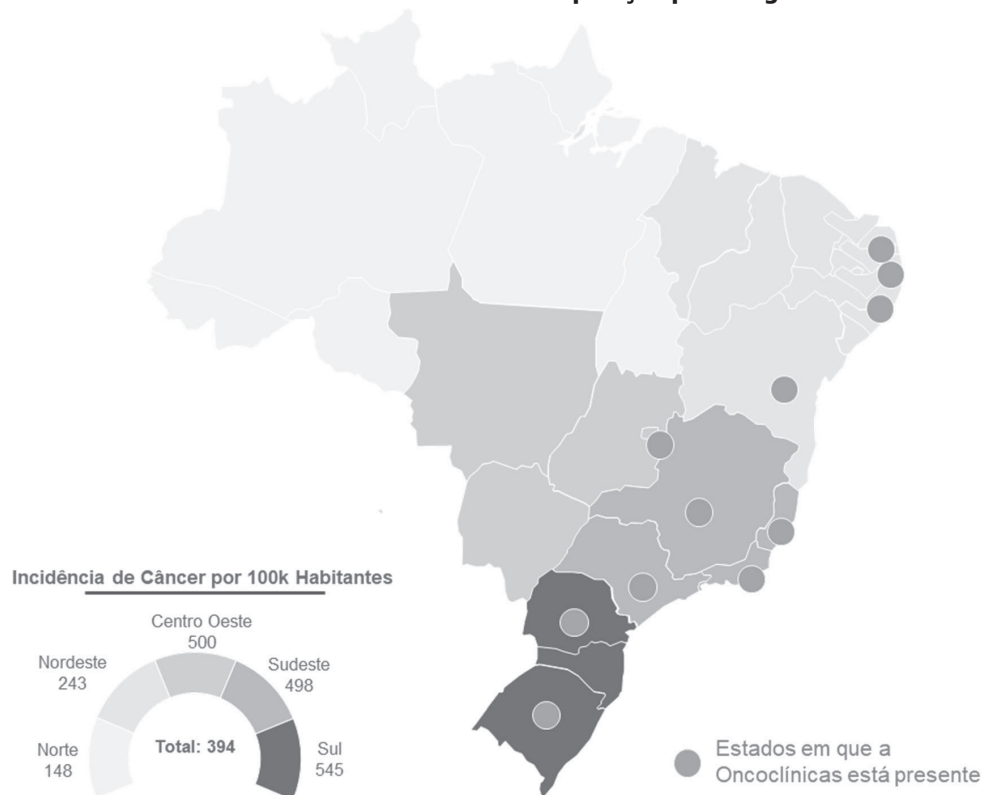 Incidência de Câncer por 100k Habitantes
Centro Oeste
500
Nordeste
243
Sudeste
498
Norte
148
Total: 394
Sul
545
Estados em que a
Oncoclínicas está presente